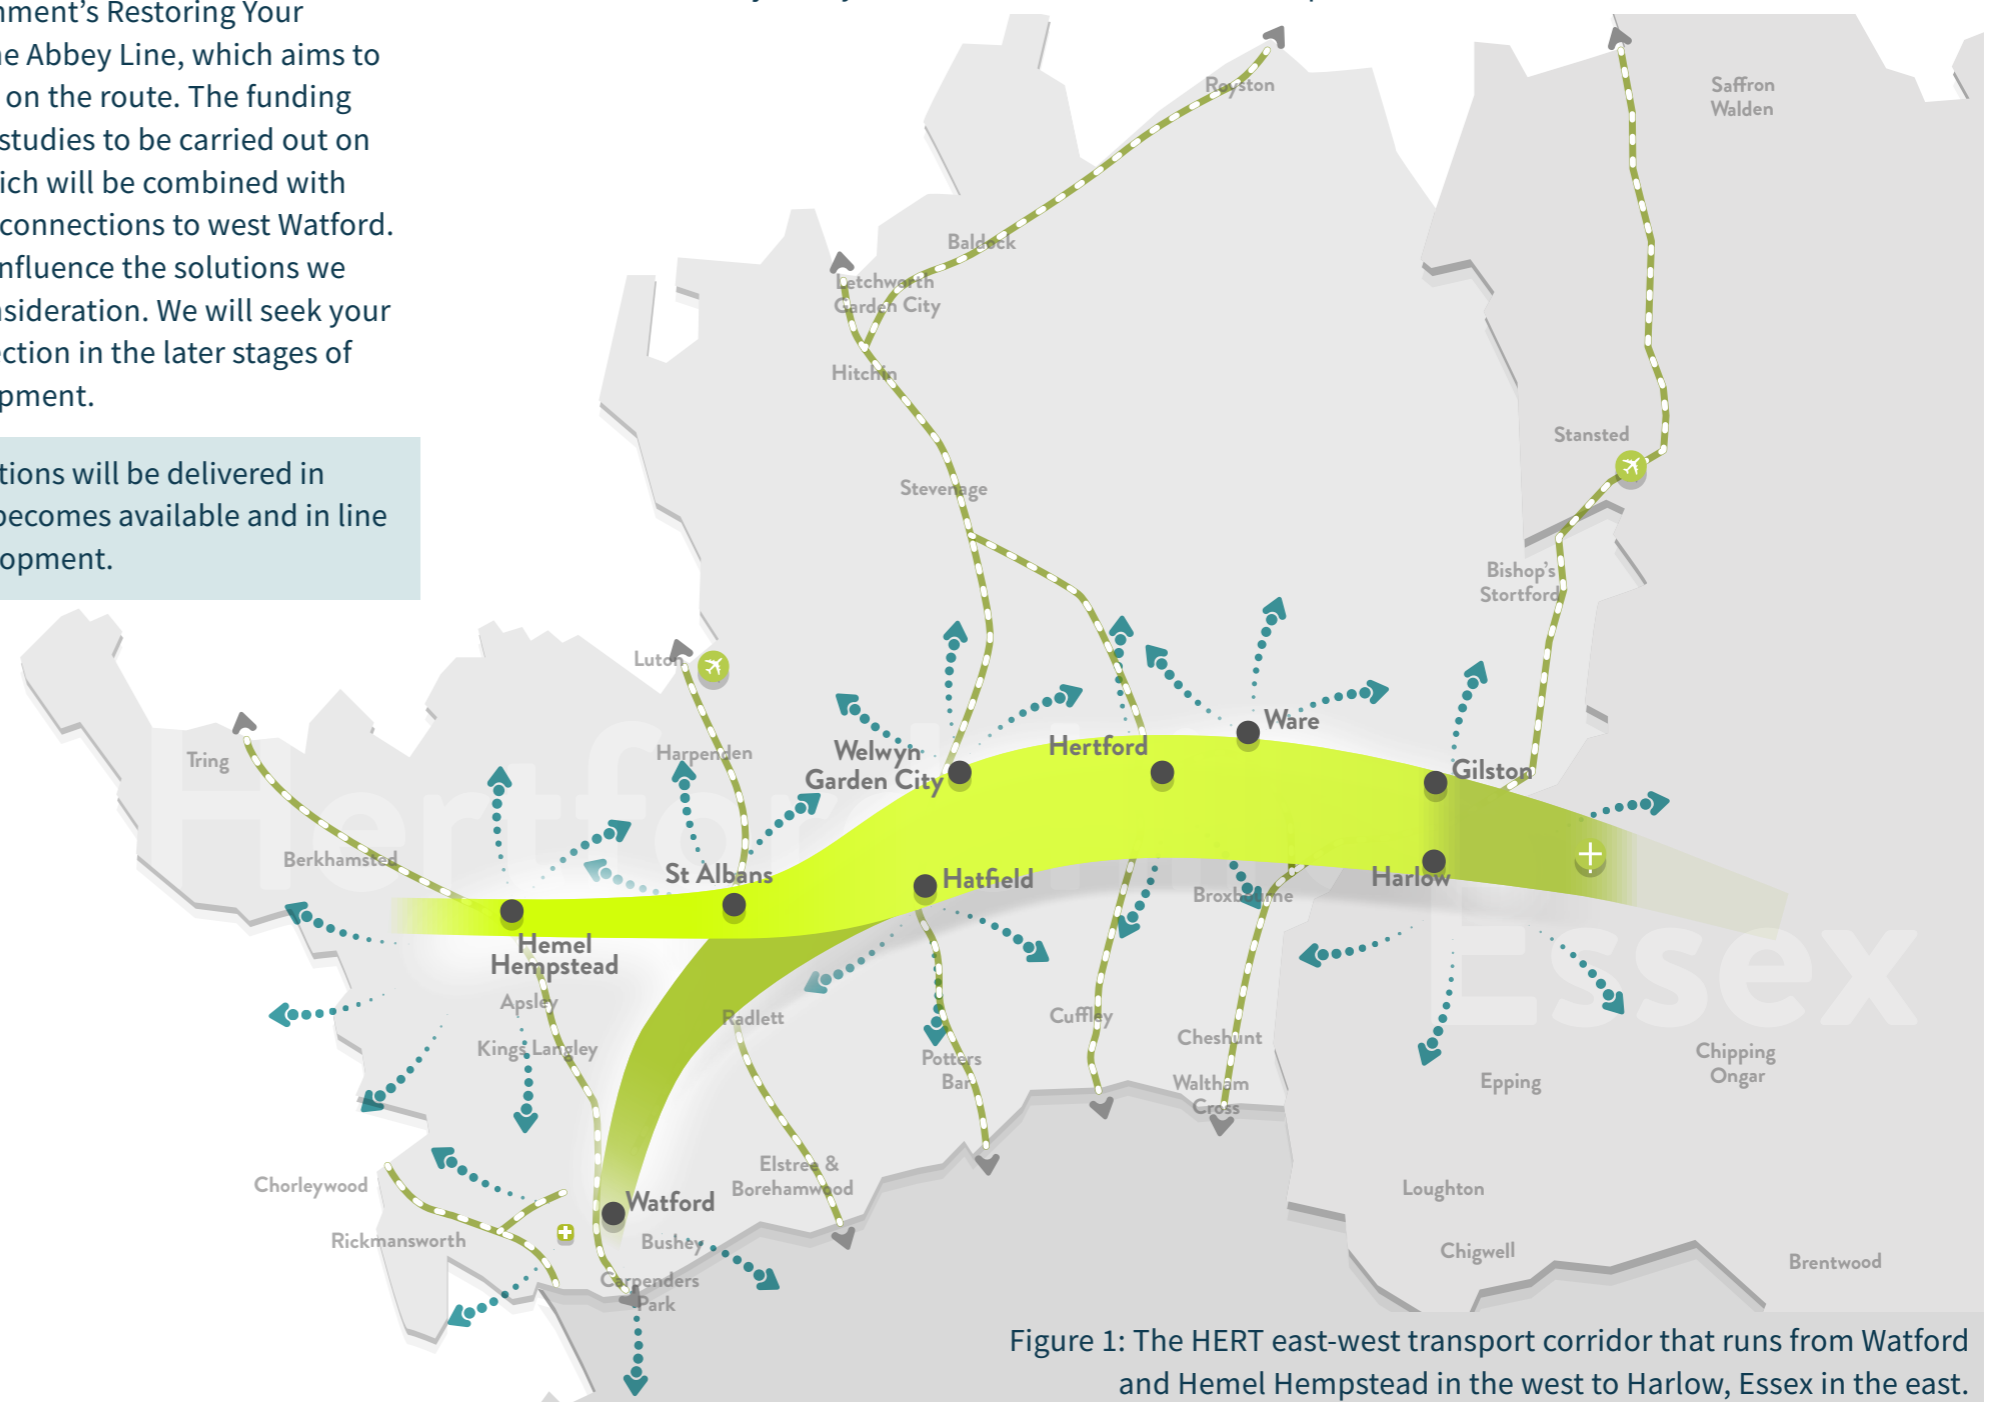 nment's Restoring Your
ne Abbey Line, which aims to
on the route. The funding
studies to be carried out on
ich will be combined with
connections to west Watford.
nfluence the solutions we
nsideration. We will seek your
ection in the later stages of
pment.
tions will be delivered in
becomes available and in line
opment.
Royston
Saffron
Walden
Baldock
Letchworth
Garden City
Hitchin
Stansted
Stevenage
Bishop's
Stortford
Luton
Tring
Harpenden
Welwyn
Garden City
Hertford
Ware
Gilston
Hertfordshire
Berkhamsted
St Albans
Hatfield
Harlow
Broxbourne
Hemel
Hempstead
Essex
Apsley
Radlett
Cuffley
Kings Langley
Cheshunt
Potters
Bar
Chipping
Ongar
Waltham
Cross
Epping
Chorleywood
Elstree &
Borehamwood
Loughton
Watford
Rickmansworth
Bushey
Chigwell
Brentwood
Carpenders
Park
Figure 1: The HERT east-west transport corridor that runs from Watford
and Hemel Hempstead in the west to Harlow, Essex in the east.